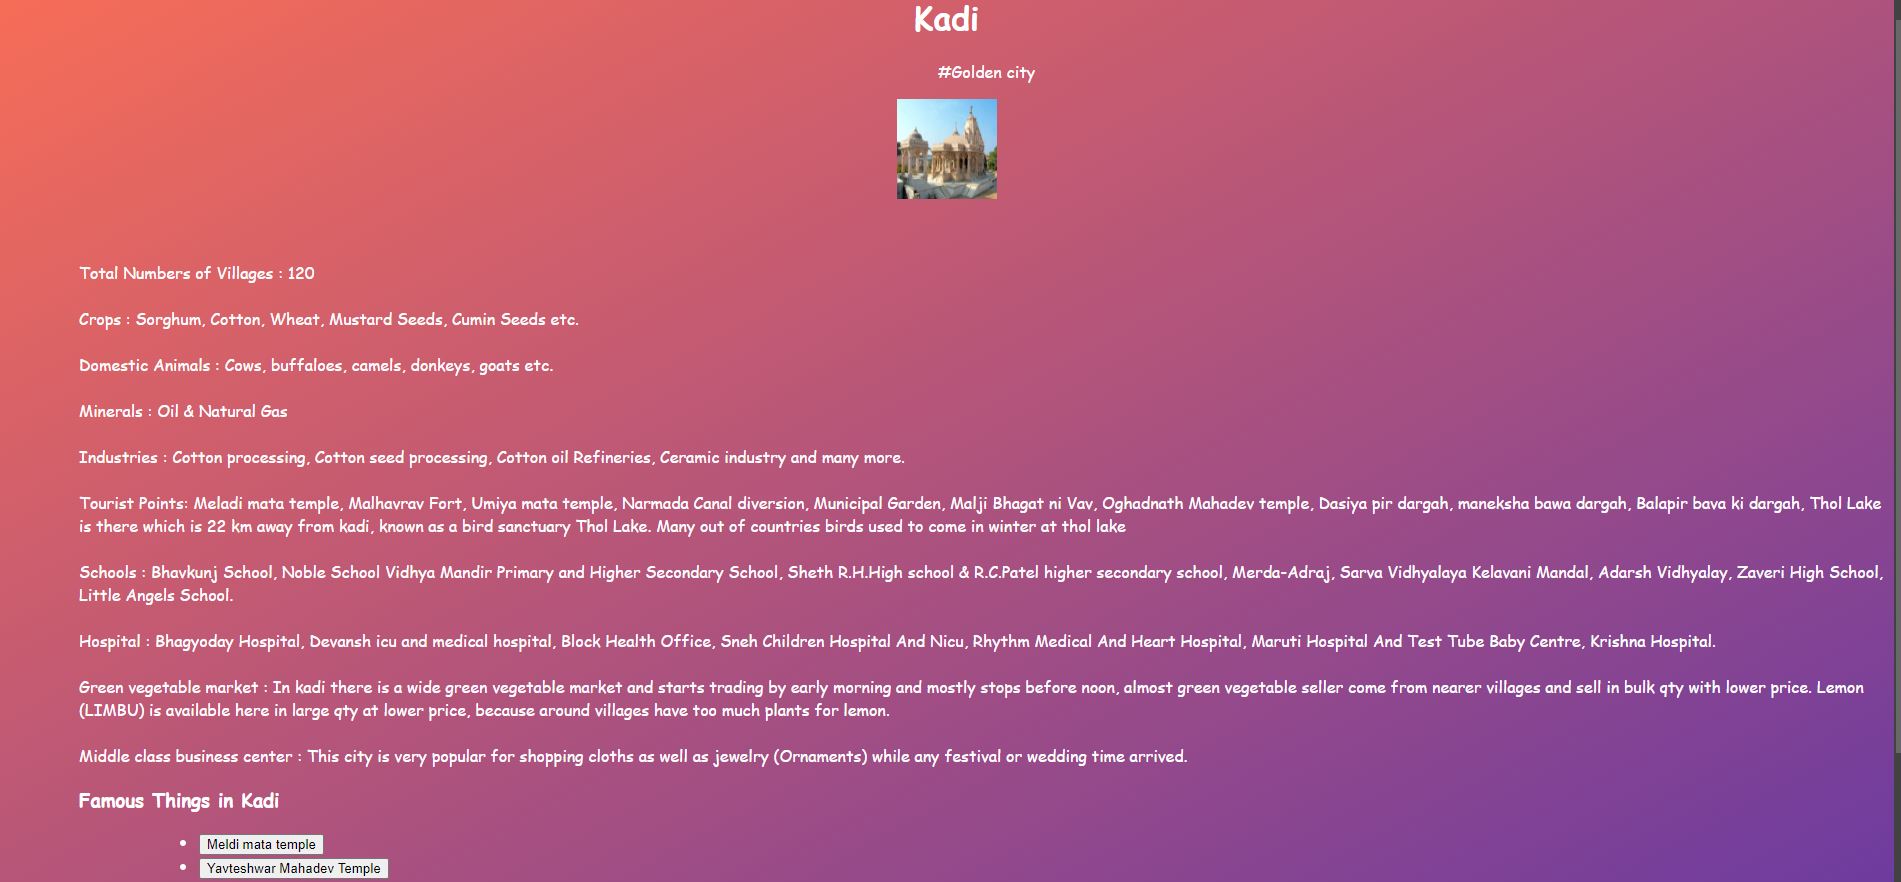 Kadi
#Golden city
Total Numbers of Villages : 120
Crops : Sorghum, Cotton, Wheat, Mustard Seeds, Cumin Seeds etc.
Domestic Animals : Cows, buffaloes, camels, donkeys, goats etc.
Minerals : Oil & Natural Gas
Industries : Cotton processing, Cotton seed processing, Cotton oil Refineries, Ceramic industry and many more.
Tourist Points: Meladi mata temple, Malhavrav Fort, Umiya mata temple, Narmada Canal diversion, Municipal Garden, Malji Bhagat ni Vav, Oghadnath Mahadev temple, Dasiya pir dargah, maneksha bawa dargah, Balapir bava ki dargah, Thol Lake
is there which is 22 km away from kadi, known as a bird sanctuary Thol Lake. Many out of countries birds used to come in winter at thol lake
Schools : Bhavkunj School, Noble School Vidhya Mandir Primary and Higher Secondary School, Sheth R.H.High school & R.C.Patel higher secondary school, Merda-Adraj, Sarva Vidhyalaya Kelavani Mandal, Adarsh Vidhyalay, Zaveri High School,
Little Angels School.
Hospital : Bhagyoday Hospital, Devansh icu and medical hospital, Block Health Office, Sneh Children Hospital And Nicu, Rhythm Medical And Heart Hospital, Maruti Hospital And Test Tube Baby Centre, Krishna Hospital.
Green vegetable market : In kadi there is a wide green vegetable market and starts trading by early morning and mostly stops before noon, almost green vegetable seller come from nearer villages and sell in bulk qty with lower price. Lemon
(LIMBU) is available here in large qty at lower price, because around villages have too much plants for lemon.
Middle class business center : This city is very popular for shopping cloths as well as jewelry (Ornaments) while any festival or wedding time arrived.
Famous Things in Kadi
Meldi mata temple
Yavteshwar Mahadev Temple